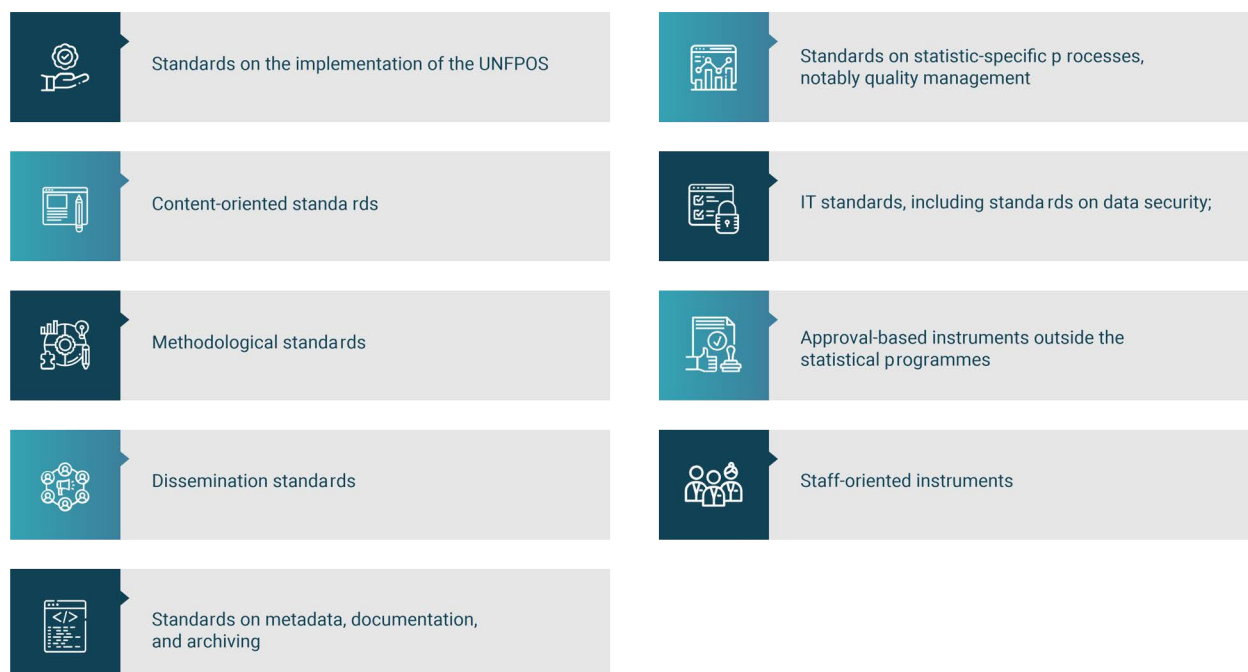 Standards on the implementation of the UNFPOS
Content-oriented standa rds
Methodological standards
Dissemination standards
Standards on metadata, documentation,
and archiving
Standards on statistic-specific p rocesses,
notably quality management
IT standards, including standa rds on data security;
Approval-based instruments outside the
statistical programmes
Staff-oriented instruments